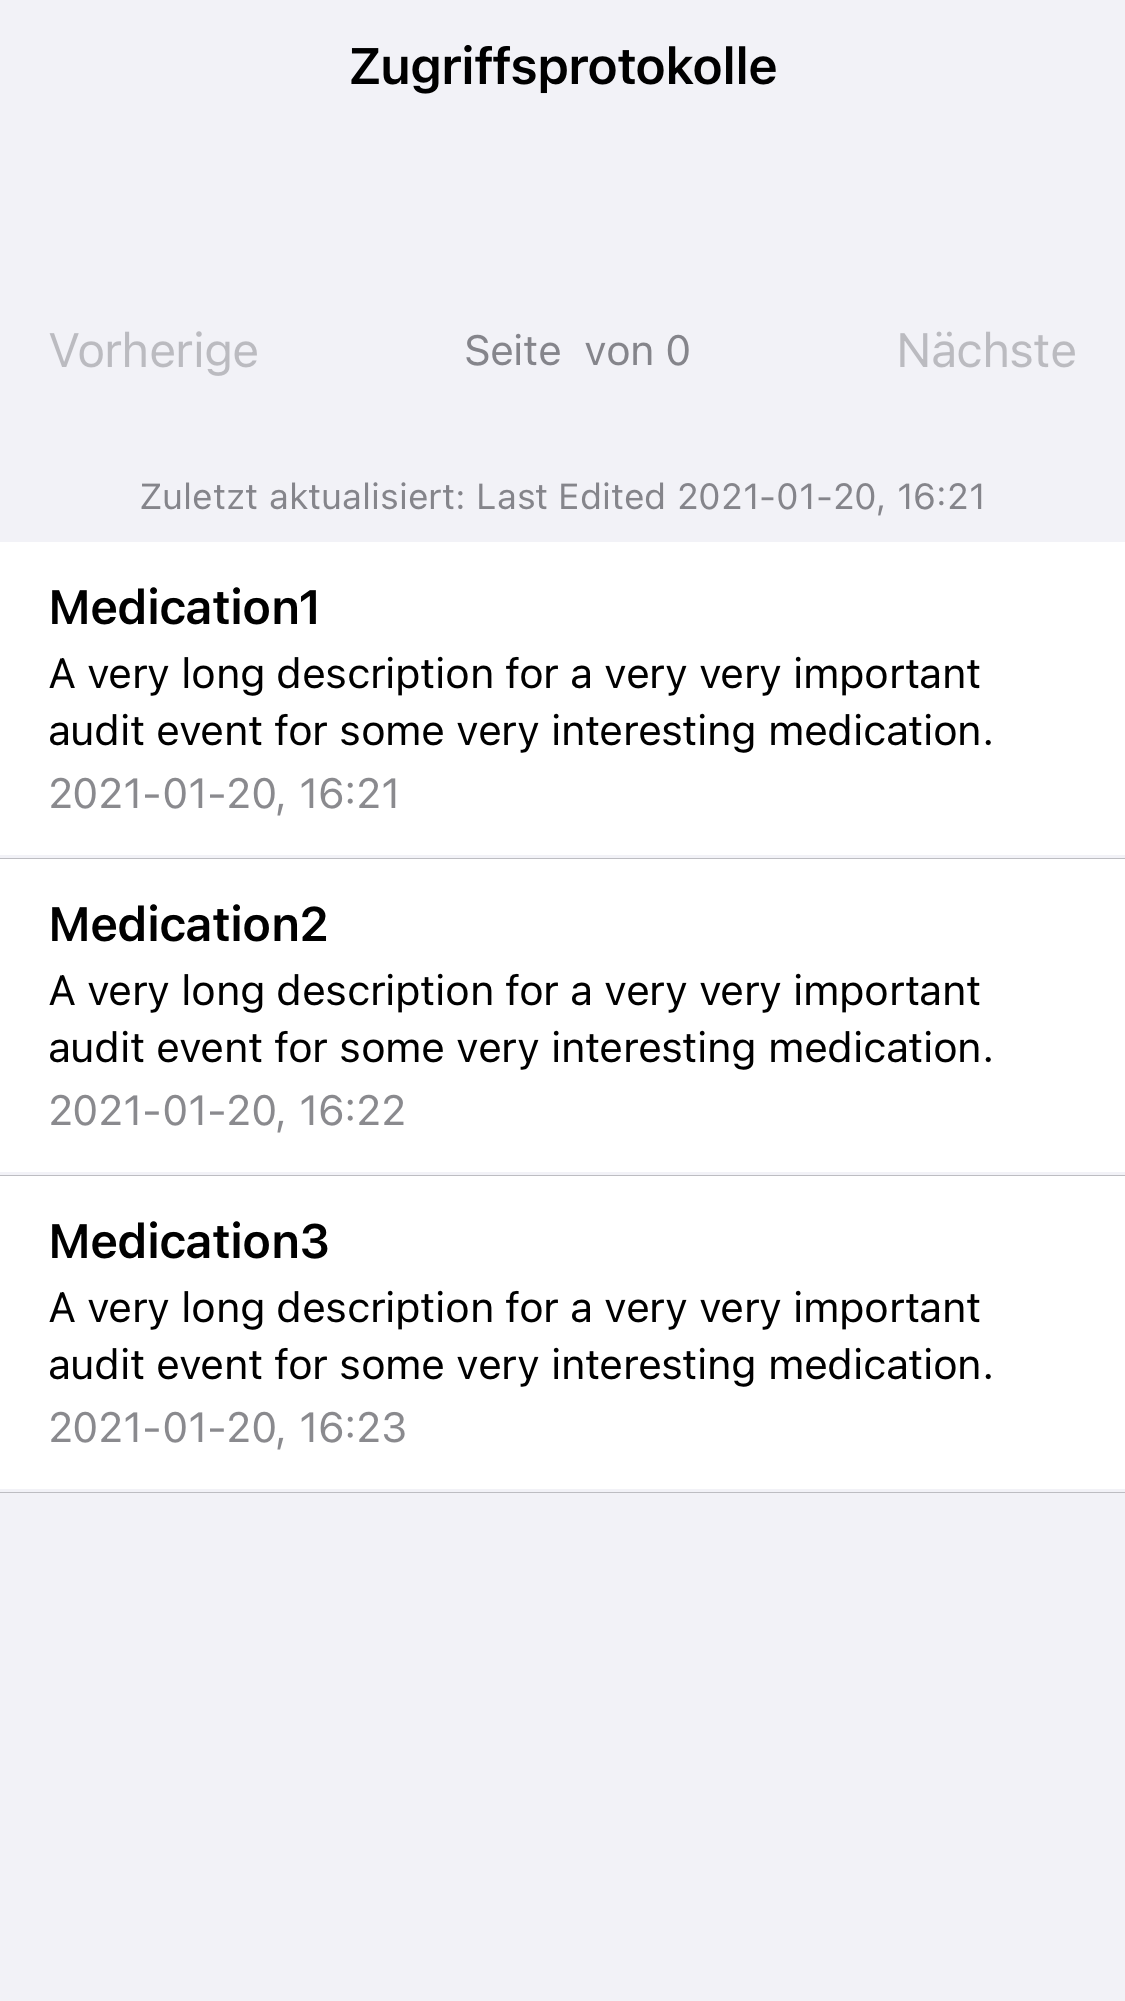 Zugriffsprotokolle
Vorherige Seite  von 0 Nächste
Zuletzt aktualisiert: Last Edited 2021-01-20, 16:21
Medication1
A very long description for a very very important
audit event for some very interesting medication.
2021-01-20, 16:21
Medication2
A very long description for a very very important
audit event for some very interesting medication.
2021-01-20, 16:22
Medication3
A very long description for a very very important
audit event for some very interesting medication.
2021-01-20, 16:23